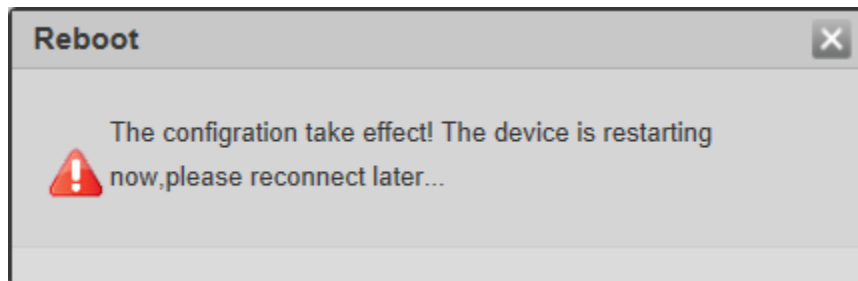 Reboot
The configration take effect! The device is restarting
now,please reconnect later...